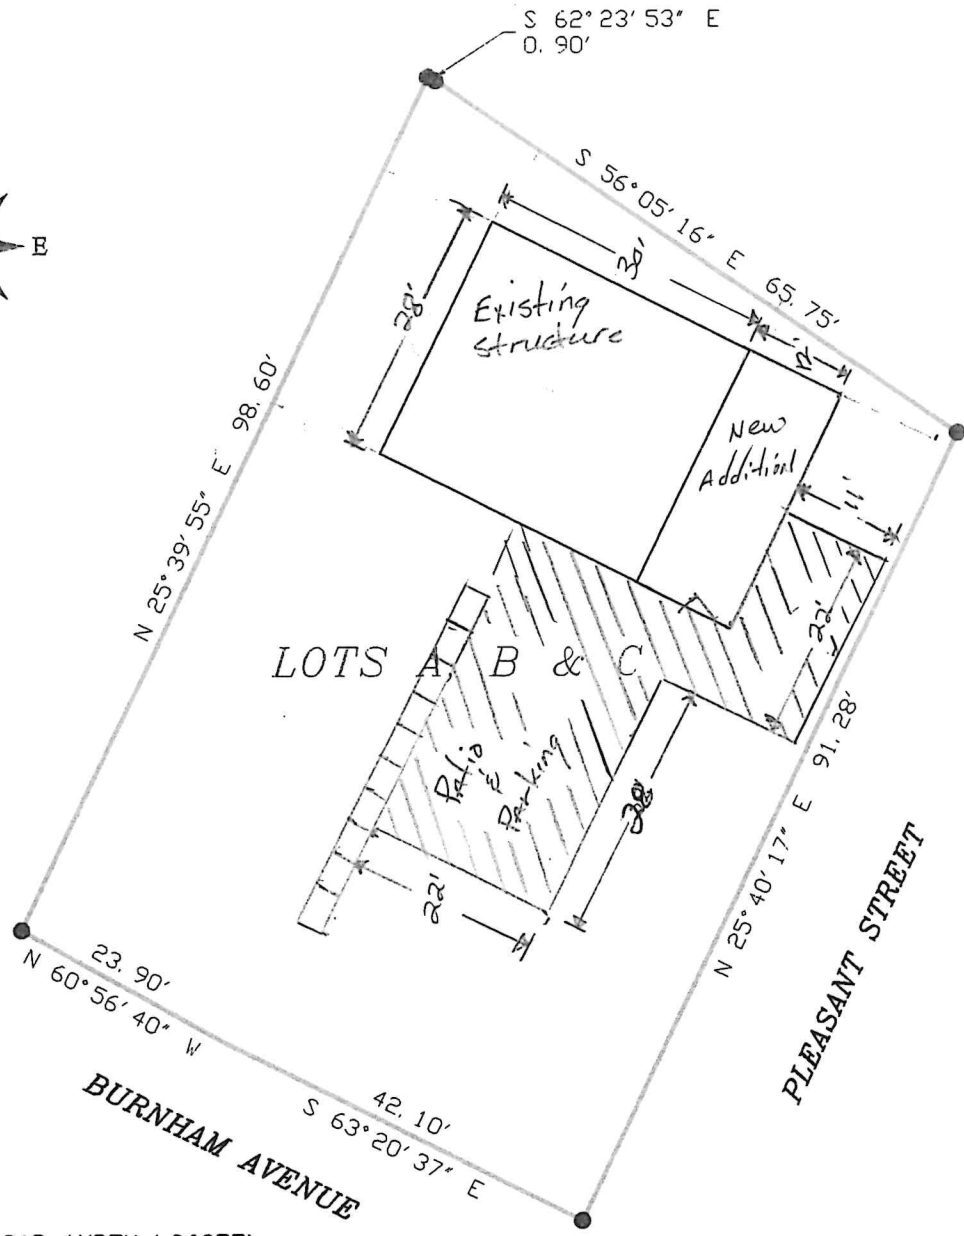 S 62° 23' 53" E
0. 90'
E
S 56° 05' 16" E 65. 75'
30'
12'
28'
Existing
structure
New
Addition
11'
22'
N 25° 39' 55" E 98. 60'
LOTS A, B & C
Patio
&
Parking
38'
22'
N 25° 40' 17" E 91. 28'
PLEASANT STREET
23. 90'
N 60° 56' 40" W
42. 10'
S 63° 20' 37" E
BURNHAM AVENUE